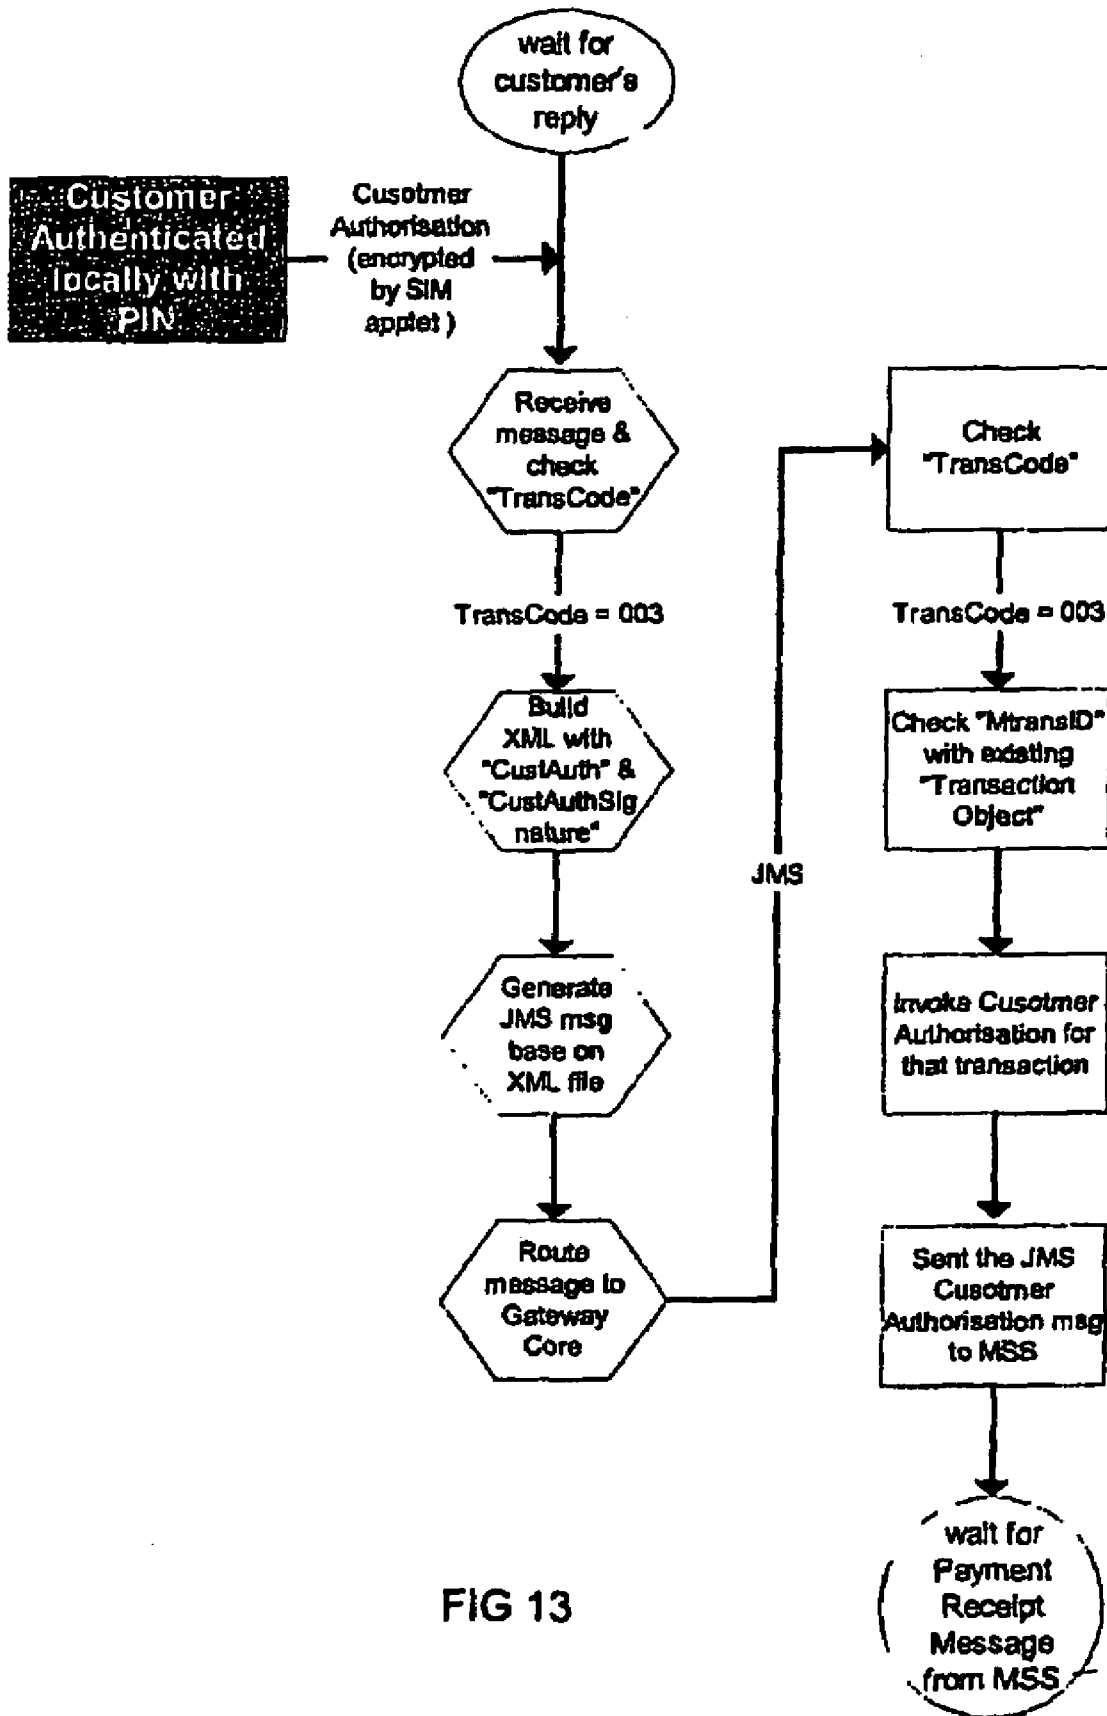 wait for
customer's
reply
Customer
Authenticated
locally with
PIN
Cusotmer
Authorisation
(encrypted
by SIM
applet )
Receive
message &
check
"TransCode"
TransCode = 003
Build
XML with
"CustAuth" &
"CustAuthSig
nature"
Generate
JMS msg
base on
XML file
Route
message to
Gateway
Core
JMS
Check
"TransCode"
TransCode = 003
Check "MtransID"
with existing
"Transaction
Object"
Invoke Cusotmer
Authorisation for
that transaction
Sent the JMS
Cusotmer
Authorisation msg
to MSS
wait for
Payment
Receipt
Message
from MSS
FIG 13